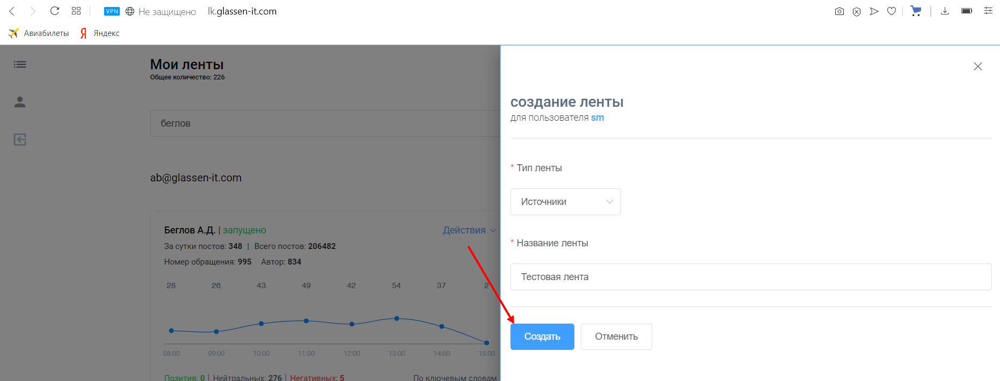 VPN Не защищено lk.glassen-it.com
Авиабилеты Яндекс
Мои ленты
Общее количество: 226
беглов
ab@glassen-it.com
Беглов А.Д. | запущено Действия
За сутки постов: 348 | Всего постов: 206482
Номер обращения: 995 Автор: 834
28 26 43 49 42 54 37 2
08:00 09:00 10:00 11:00 12:00 13:00 14:00 15:00
Позитив: 0 | Нейтральных: 276 | Негативных: 5 По ключевым словам
создание ленты
для пользователя sm
* Тип ленты
Источники
* Название ленты
Тестовая лента
Создать Отменить